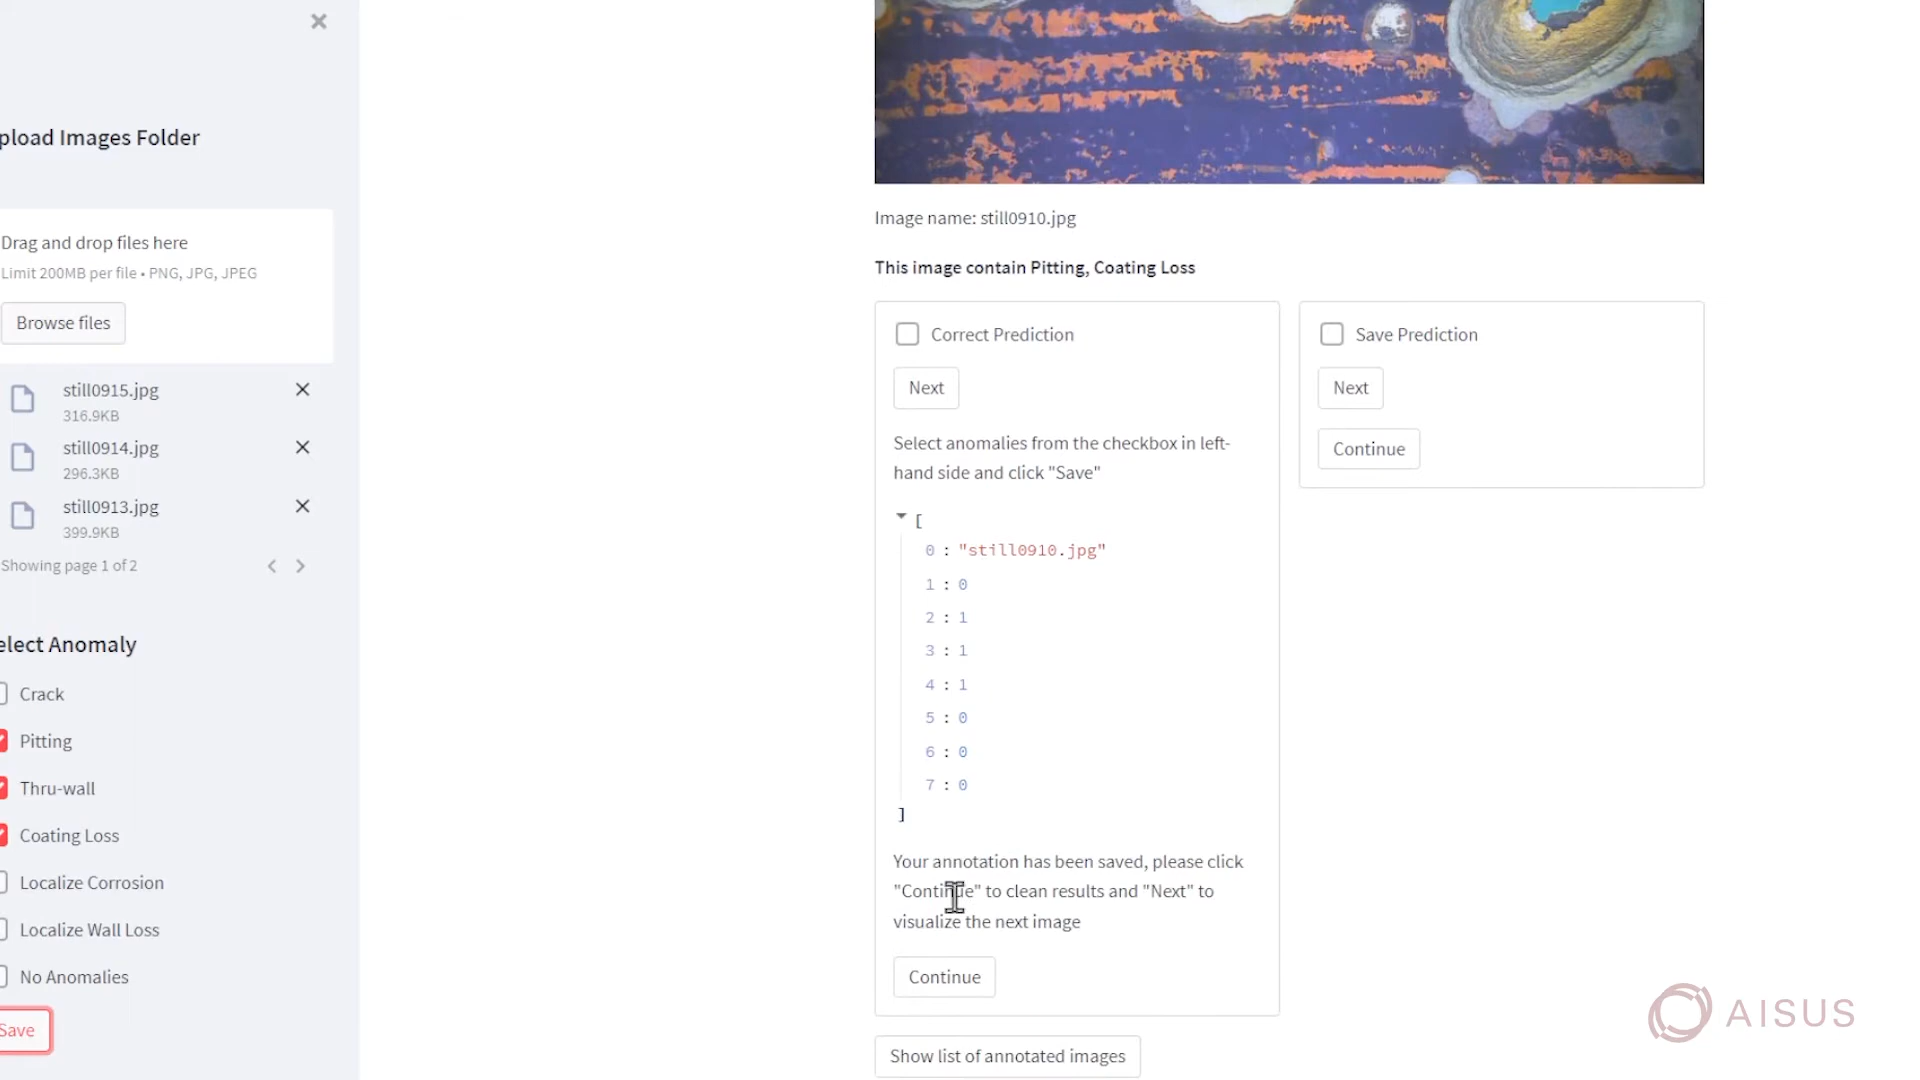 pload Images Folder
Drag and drop files here
Limit 200MB per file • PNG, JPG, JPEG
Browse files
still0915.jpg
316.9KB
still0914.jpg
296.3KB
still0913.jpg
399.9KB
Showing page 1 of 2
elect Anomaly
Crack
Pitting
Thru-wall
Coating Loss
Localize Corrosion
Localize Wall Loss
No Anomalies
Save
Image name: still0910.jpg
This image contain Pitting, Coating Loss
Correct Prediction
Next
Select anomalies from the checkbox in left-
hand side and click "Save"
[
0 : "still0910.jpg"
1 : 0
2 : 1
3 : 1
4 : 1
5 : 0
6 : 0
7 : 0
]
Your annotation has been saved, please click
"Continue" to clean results and "Next" to
visualize the next image
Continue
Show list of annotated images
Save Prediction
Next
Continue
AISUS